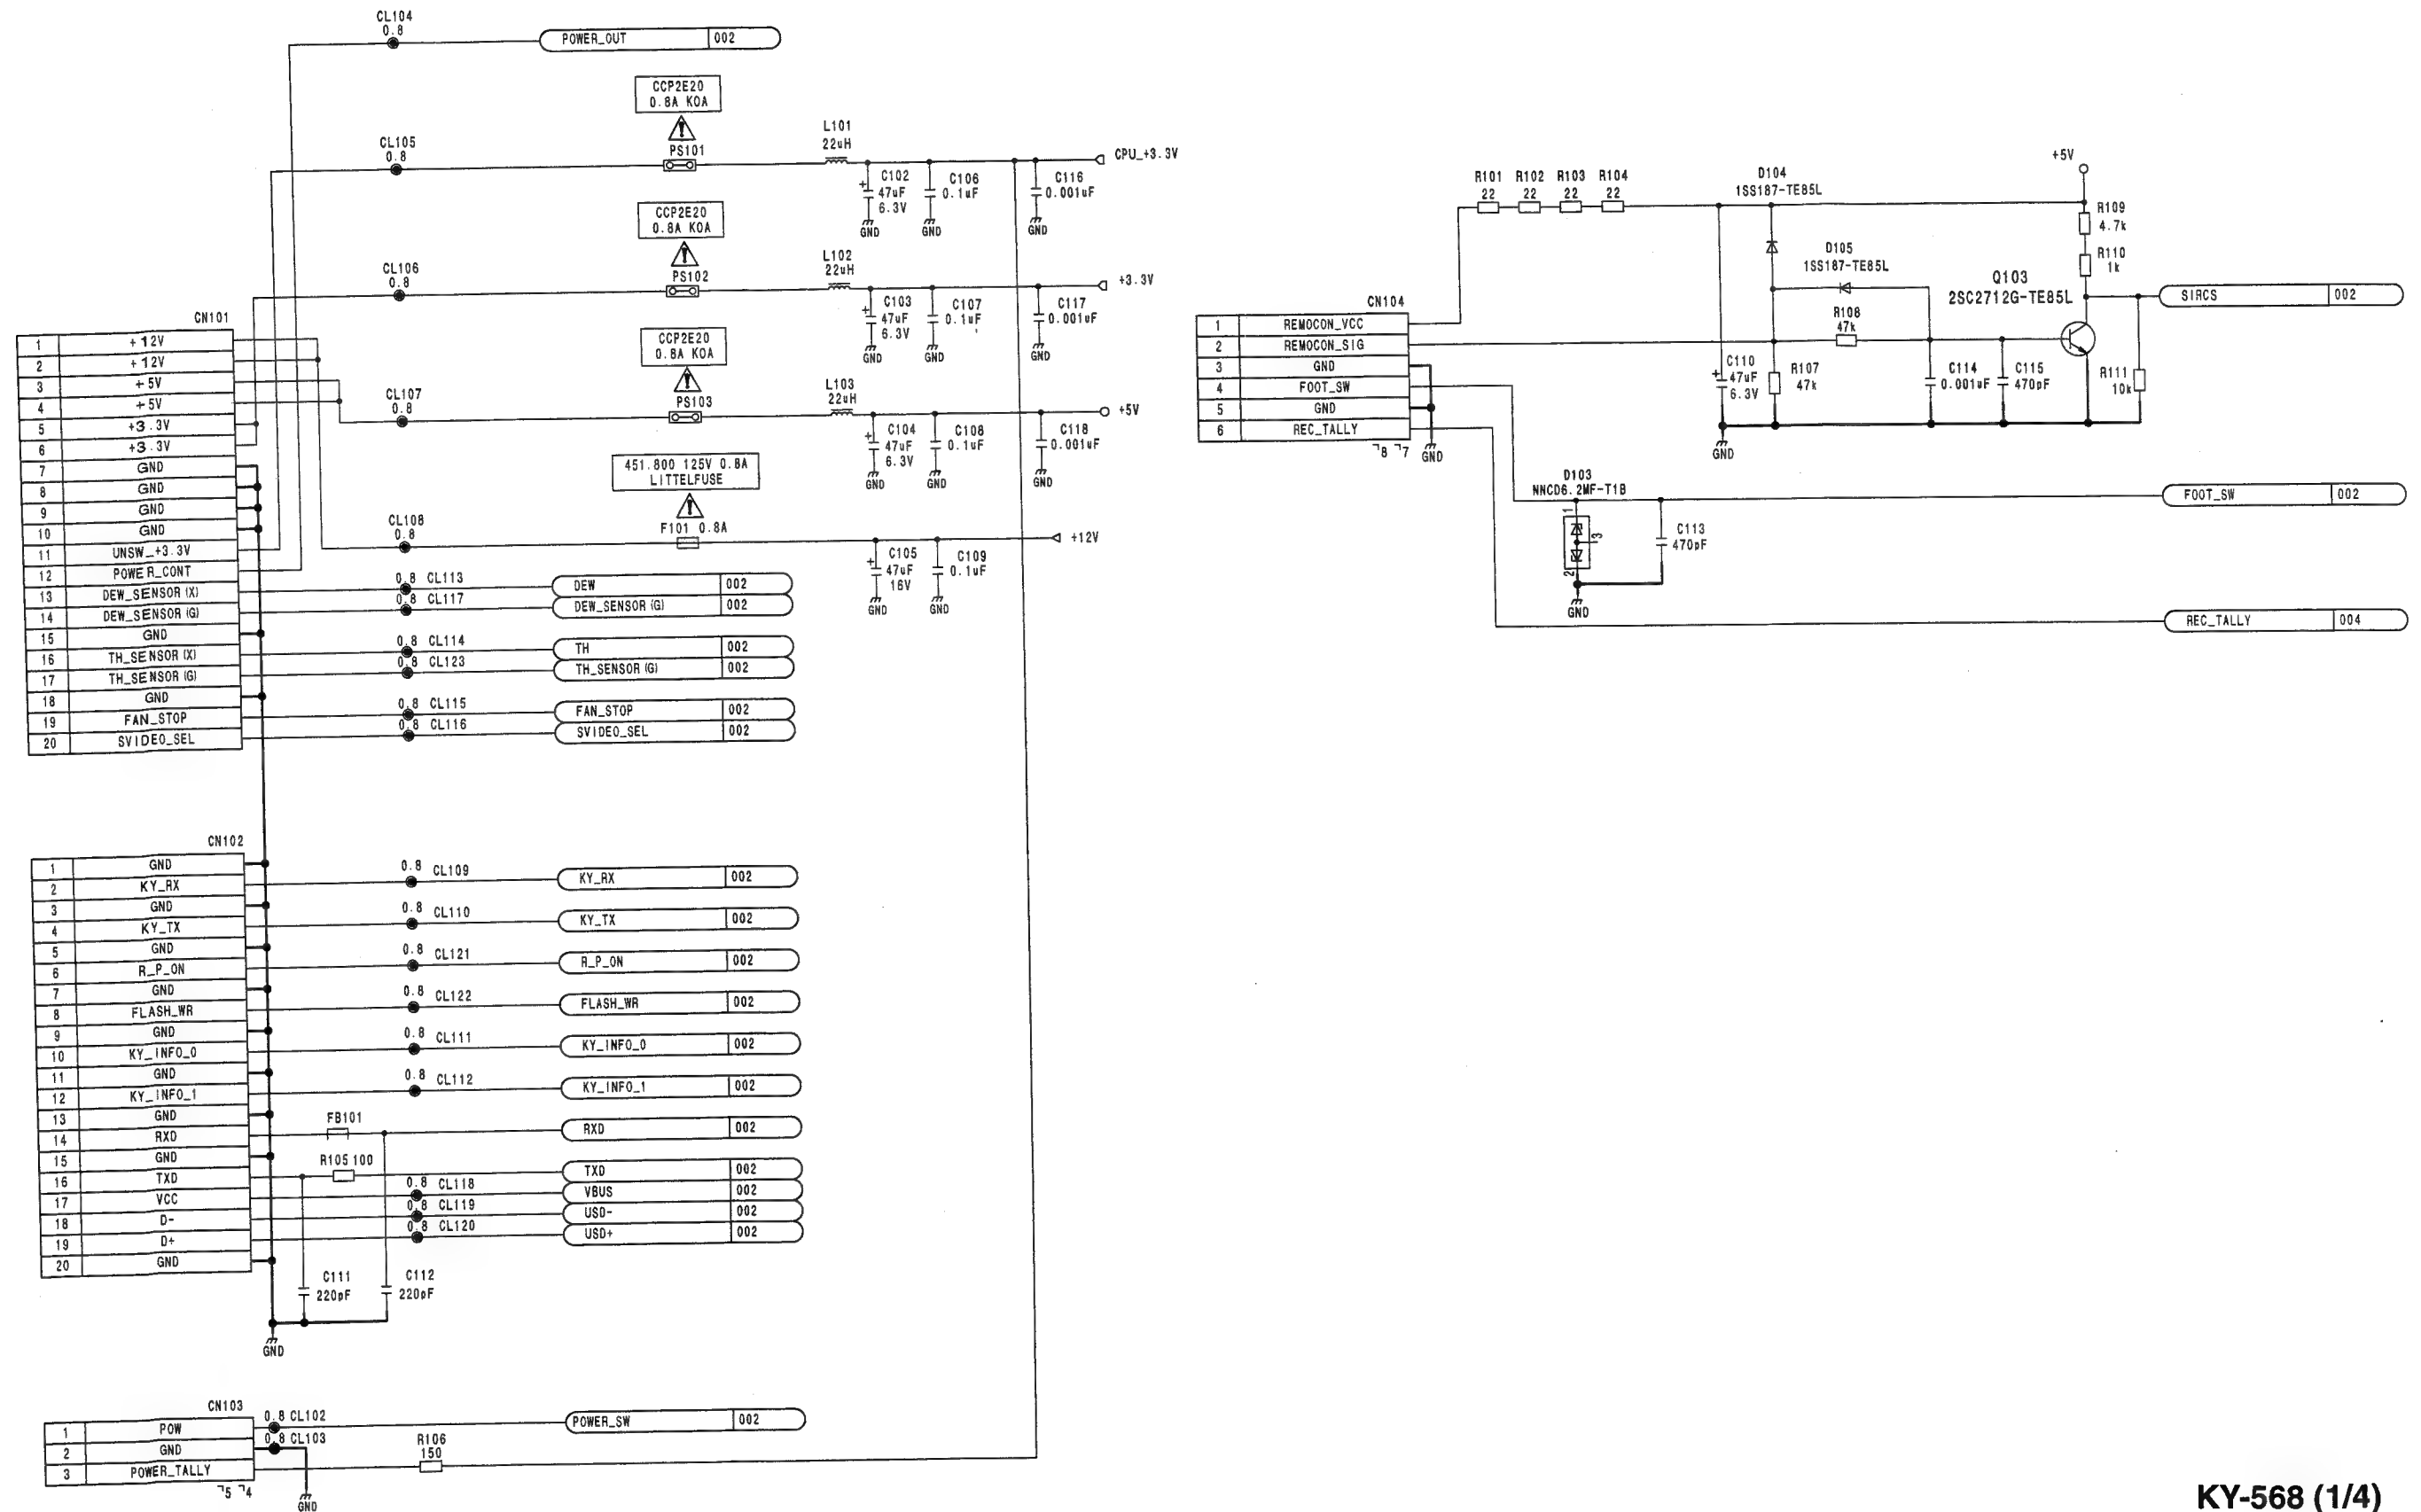 CL104
0.8
POWER_OUT 002
CCP2E20
0.8A KOA
PS101
CL105
0.8
L101
22uH
CPU_+3.3V
C102
47uF
6.3V
GND
C106
0.1uF
GND
C116
0.001uF
GND
CCP2E20
0.8A KOA
PS102
CL106
0.8
L102
22uH
+3.3V
C103
47uF
6.3V
GND
C107
0.1uF
GND
C117
0.001uF
GND
CCP2E20
0.8A KOA
PS103
CL107
0.8
L103
22uH
+5V
C104
47uF
6.3V
GND
C108
0.1uF
GND
C118
0.001uF
GND
451.800 125V 0.8A
LITTELFUSE
F101 0.8A
CL108
0.8
+12V
C105
47uF
16V
GND
C109
0.1uF
GND
CN101
1 +12V
2 +12V
3 +5V
4 +5V
5 +3.3V
6 +3.3V
7 GND
8 GND
9 GND
10 GND
11 UNSW_+3.3V
12 POWER_CONT
13 DEW_SENSOR(X)
14 DEW_SENSOR(G)
15 GND
16 TH_SENSOR(X)
17 TH_SENSOR(G)
18 GND
19 FAN_STOP
20 SVIDEO_SEL
0.8 CL113 DEW 002
0.8 CL117 DEW_SENSOR(G) 002
0.8 CL114 TH 002
0.8 CL123 TH_SENSOR(G) 002
0.8 CL115 FAN_STOP 002
0.8 CL116 SVIDEO_SEL 002
CN102
1 GND
2 KY_RX
3 GND
4 KY_TX
5 GND
6 R_P_ON
7 GND
8 FLASH_WR
9 GND
10 KY_INFO_0
11 GND
12 KY_INFO_1
13 GND
14 RXD
15 GND
16 TXD
17 VCC
18 D-
19 D+
20 GND
0.8 CL109 KY_RX 002
0.8 CL110 KY_TX 002
0.8 CL121 R_P_ON 002
0.8 CL122 FLASH_WR 002
0.8 CL111 KY_INFO_0 002
0.8 CL112 KY_INFO_1 002
FB101 RXD 002
R105 100 TXD 002
0.8 CL118 VBUS 002
0.8 CL119 USD- 002
0.8 CL120 USD+ 002
C111
220pF
C112
220pF
GND
CN103
1 POW
2 GND
3 POWER_TALLY
0.8 CL102 POWER_SW 002
0.8 CL103
R106
150
5 4
GND
CN104
1 REMOCON_VCC
2 REMOCON_SIG
3 GND
4 FOOT_SW
5 GND
6 REC_TALLY
8 7
GND
R101 R102 R103 R104
22 22 22 22
D104
1SS187-TE85L
D105
1SS187-TE85L
+5V
R109
4.7k
R110
1k
Q103
2SC2712G-TE85L
SIRCS 002
R108
47k
C110
47uF
6.3V
R107
47k
C114
0.001uF
C115
470pF
R111
10k
GND
D103
NNCD6.2MF-T1B
1
3
2
C113
470pF
GND
FOOT_SW 002
REC_TALLY 004
KY-568 (1/4)